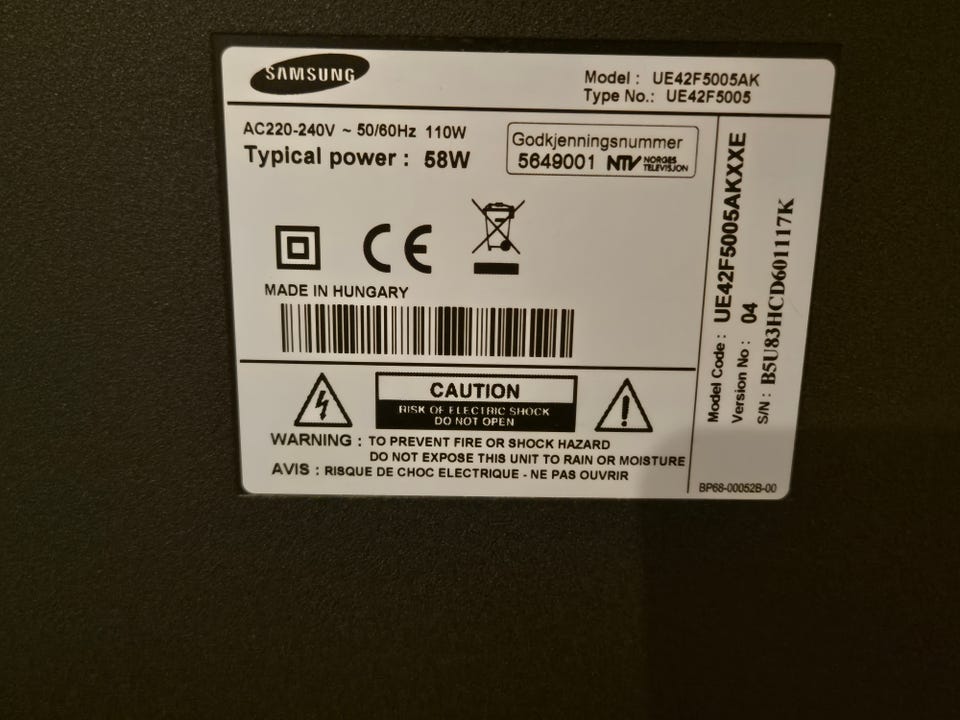 SAMSUNG
Model : UE42F5005AK
Type No.: UE42F5005
AC220-240V ~ 50/60Hz 110W
Typical power : 58W
Godkjenningsnummer
5649001 NTV NORGES TELEVISJON
CE
MADE IN HUNGARY
CAUTION
RISK OF ELECTRIC SHOCK
DO NOT OPEN
WARNING : TO PREVENT FIRE OR SHOCK HAZARD
DO NOT EXPOSE THIS UNIT TO RAIN OR MOISTURE
AVIS : RISQUE DE CHOC ELECTRIQUE - NE PAS OUVRIR
Model Code : UE42F5005AKXXE
Version No : 04
S/N : B5U83HCD601117K
BP68-00052B-00